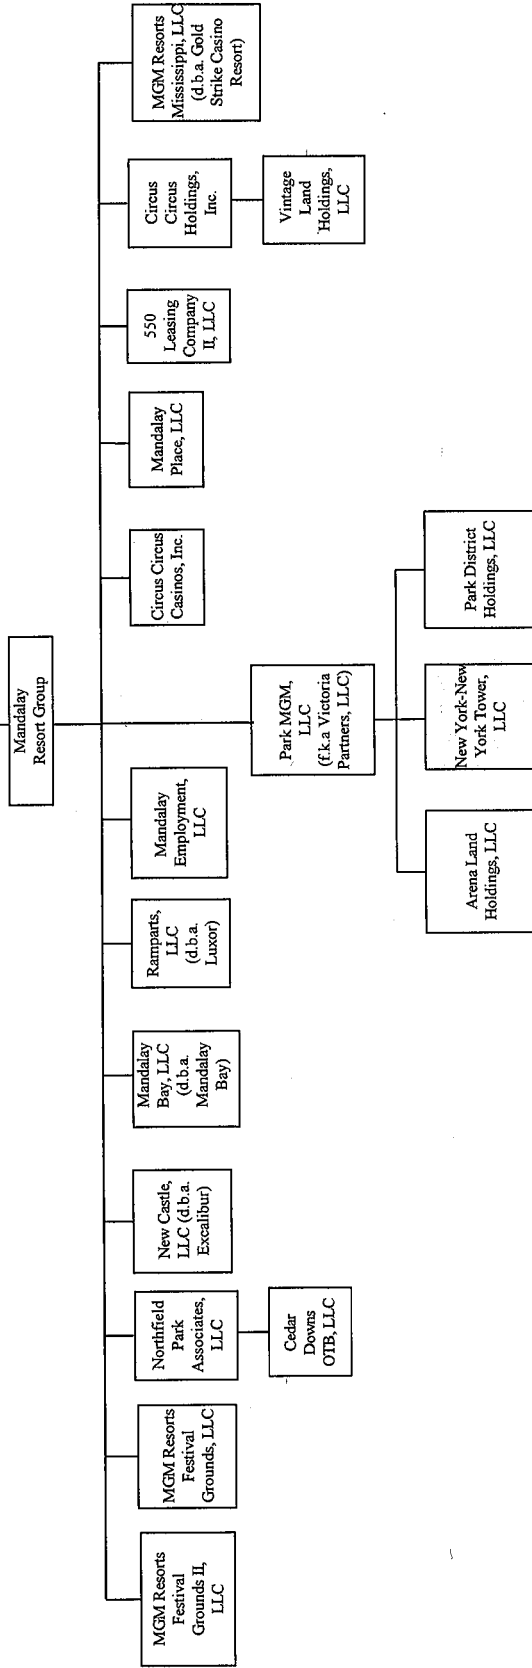 Mandalay
Resort Group
MGM Resorts
Festival
Grounds II,
LLC
MGM Resorts
Festival
Grounds, LLC
Northfield
Park
Associates,
LLC
New Castle,
LLC (d.b.a.
Excalibur)
Mandalay
Bay, LLC
(d.b.a.
Mandalay
Bay)
Ramparts,
LLC
(d.b.a.
Luxor)
Mandalay
Employment,
LLC
Circus Circus
Casinos, Inc.
Mandalay
Place, LLC
550
Leasing
Company
II, LLC
Circus
Circus
Holdings,
Inc.
MGM Resorts
Mississippi, LLC
(d.b.a. Gold
Strike Casino
Resort)
Cedar
Downs
OTB, LLC
Park MGM,
LLC
(f.k.a Victoria
Partners, LLC)
Vintage
Land
Holdings,
LLC
Arena Land
Holdings, LLC
New York-New
York Tower,
LLC
Park District
Holdings, LLC